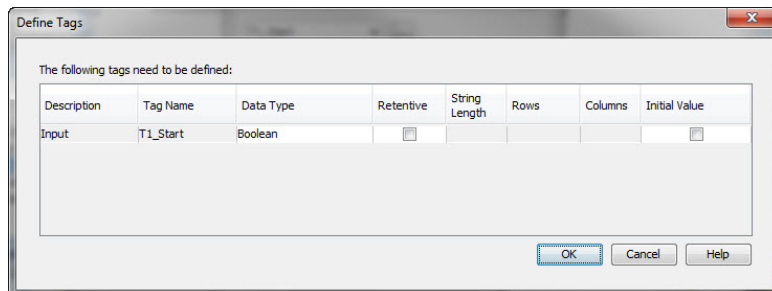 Define Tags
The following tags need to be defined:
Description Tag Name Data Type Retentive String Length Rows Columns Initial Value
Input T1_Start Boolean
OK Cancel Help